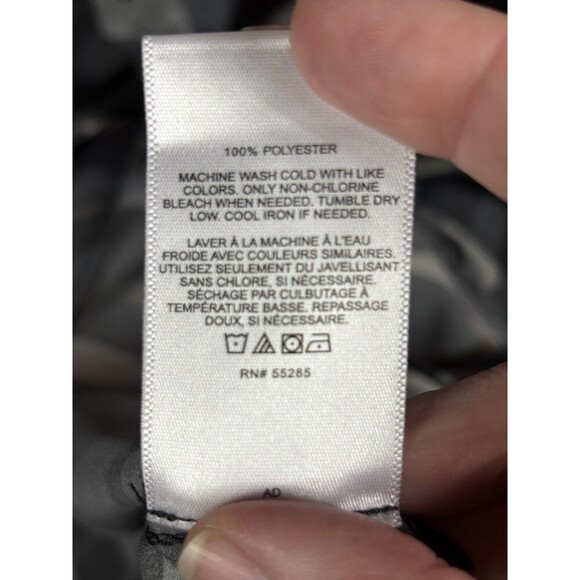 100% POLYESTER
MACHINE WASH COLD WITH LIKE
COLORS. ONLY NON-CHLORINE
BLEACH WHEN NEEDED. TUMBLE DRY
LOW. COOL IRON IF NEEDED.
LAVER À LA MACHINE À L'EAU
FROIDE AVEC COULEURS SIMILAIRES.
UTILISEZ SEULEMENT DU JAVELLISANT
SANS CHLORE, SI NÉCESSAIRE.
SÉCHAGE PAR CULBUTAGE À
TEMPÉRATURE BASSE. REPASSAGE
DOUX, SI NÉCESSAIRE.
RN# 55285
AD